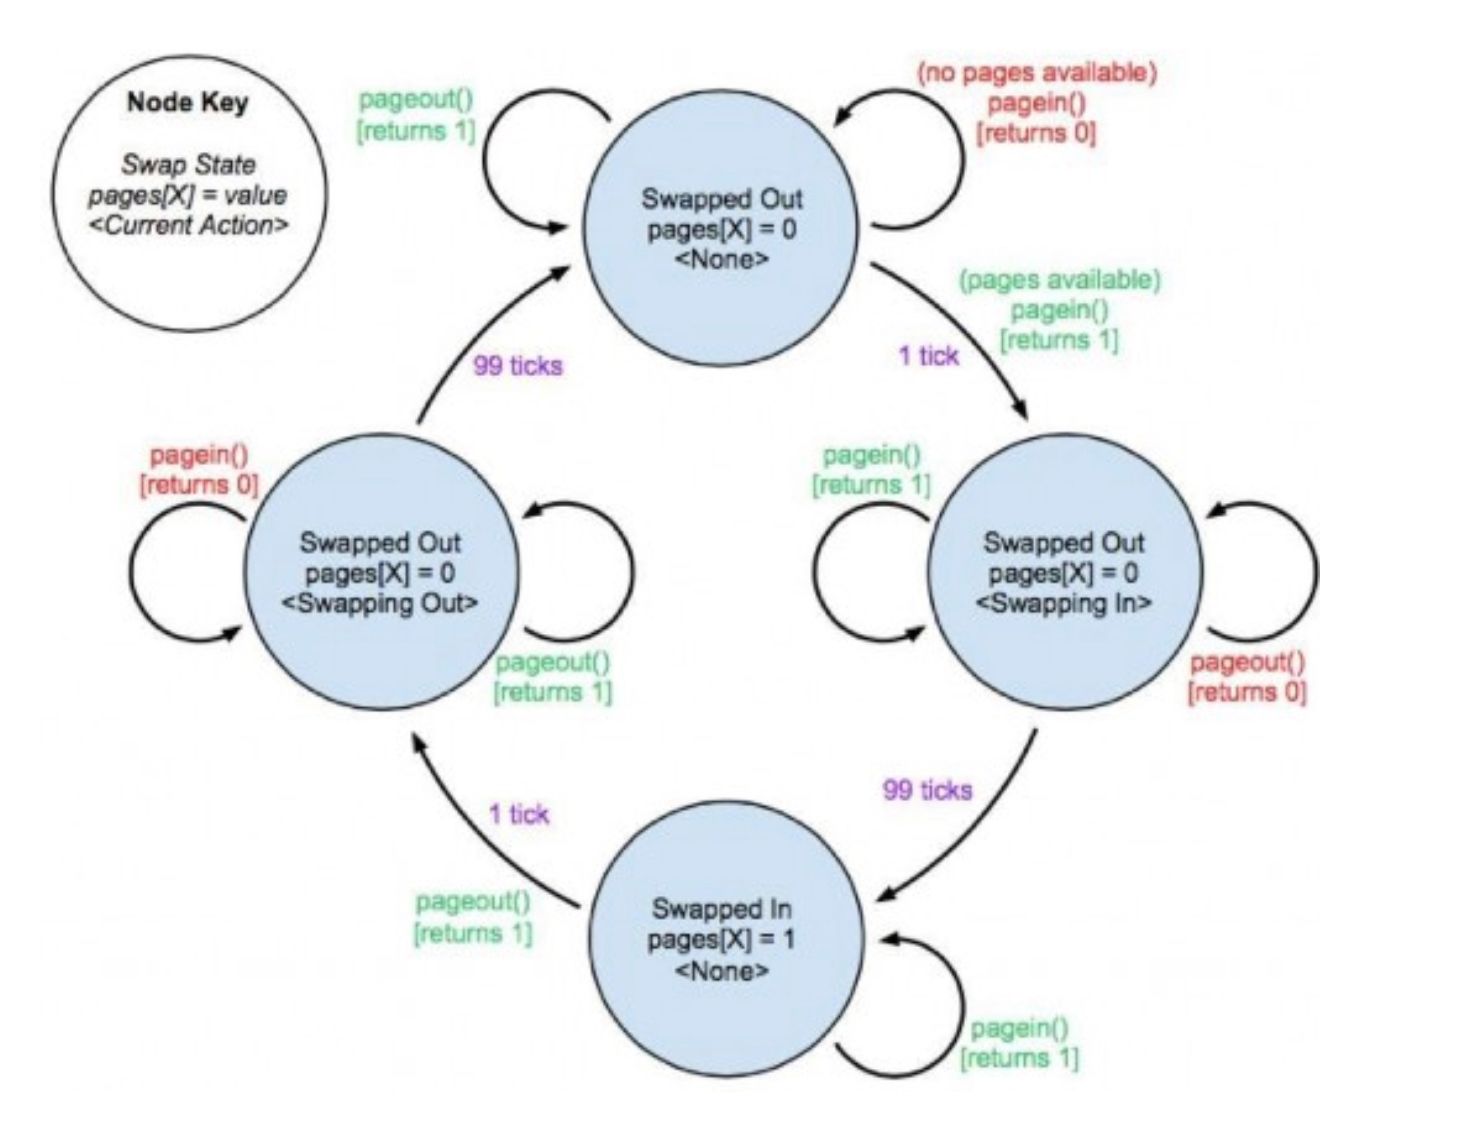 Node Key
Swap State
pages[X] = value
<Current Action>
pageout()
[returns 1]
(no pages available)
pagein()
[returns 0]
Swapped Out
pages[X] = 0
<None>
(pages available)
pagein()
[returns 1]
1 tick
99 ticks
pagein()
[returns 0]
Swapped Out
pages[X] = 0
<Swapping Out>
pageout()
[returns 1]
pagein()
[returns 1]
Swapped Out
pages[X] = 0
<Swapping In>
pageout()
[returns 0]
99 ticks
1 tick
pageout()
[returns 1]
Swapped In
pages[X] = 1
<None>
pagein()
[returns 1]